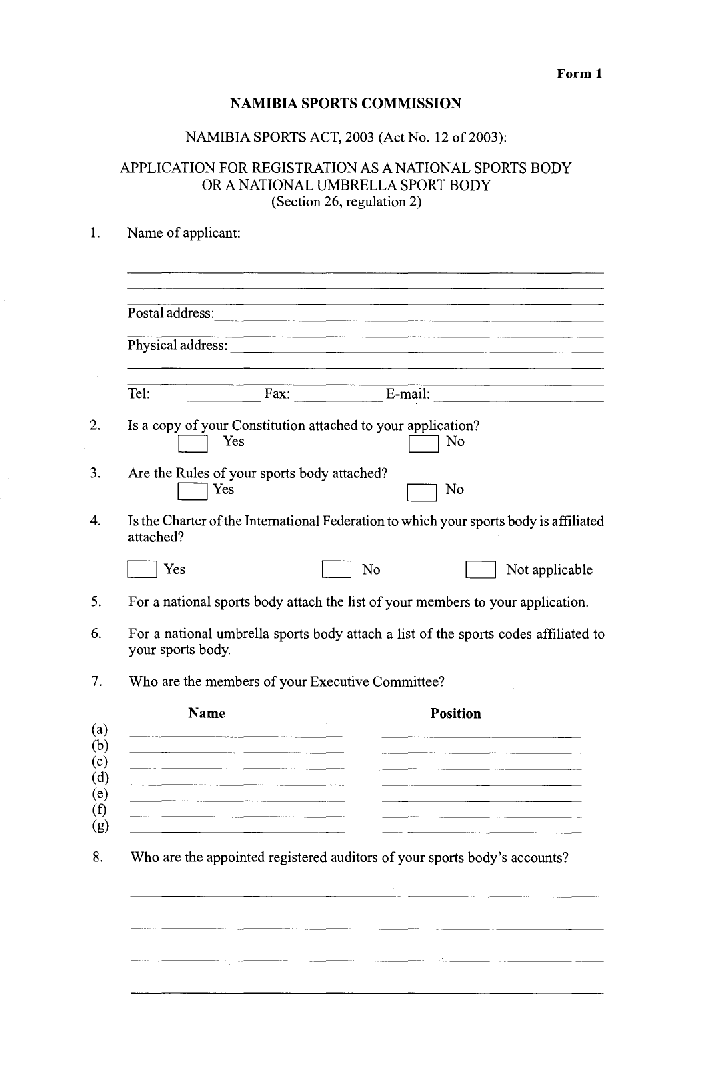 Form 1
NAMIBIA SPORTS COMMISSION
NAMIBIA SPORTS ACT, 2003 (Act No. 12 of 2003):
APPLICATION FOR REGISTRATION AS A NATIONAL SPORTS BODY
OR A NATIONAL UMBRELLA SPORT BODY
(Section 26, regulation 2)
1. Name of applicant:
Postal address:
Physical address:
Tel: Fax: E-mail:
2. Is a copy of your Constitution attached to your application?
Yes No
3. Are the Rules of your sports body attached?
Yes No
4. Is the Charter of the International Federation to which your sports body is affiliated
attached?
Yes No Not applicable
5. For a national sports body attach the list of your members to your application.
6. For a national umbrella sports body attach a list of the sports codes affiliated to
your sports body.
7. Who are the members of your Executive Committee?
Name Position
(a)
(b)
(c)
(d)
(e)
(f)
(g)
8. Who are the appointed registered auditors of your sports body's accounts?